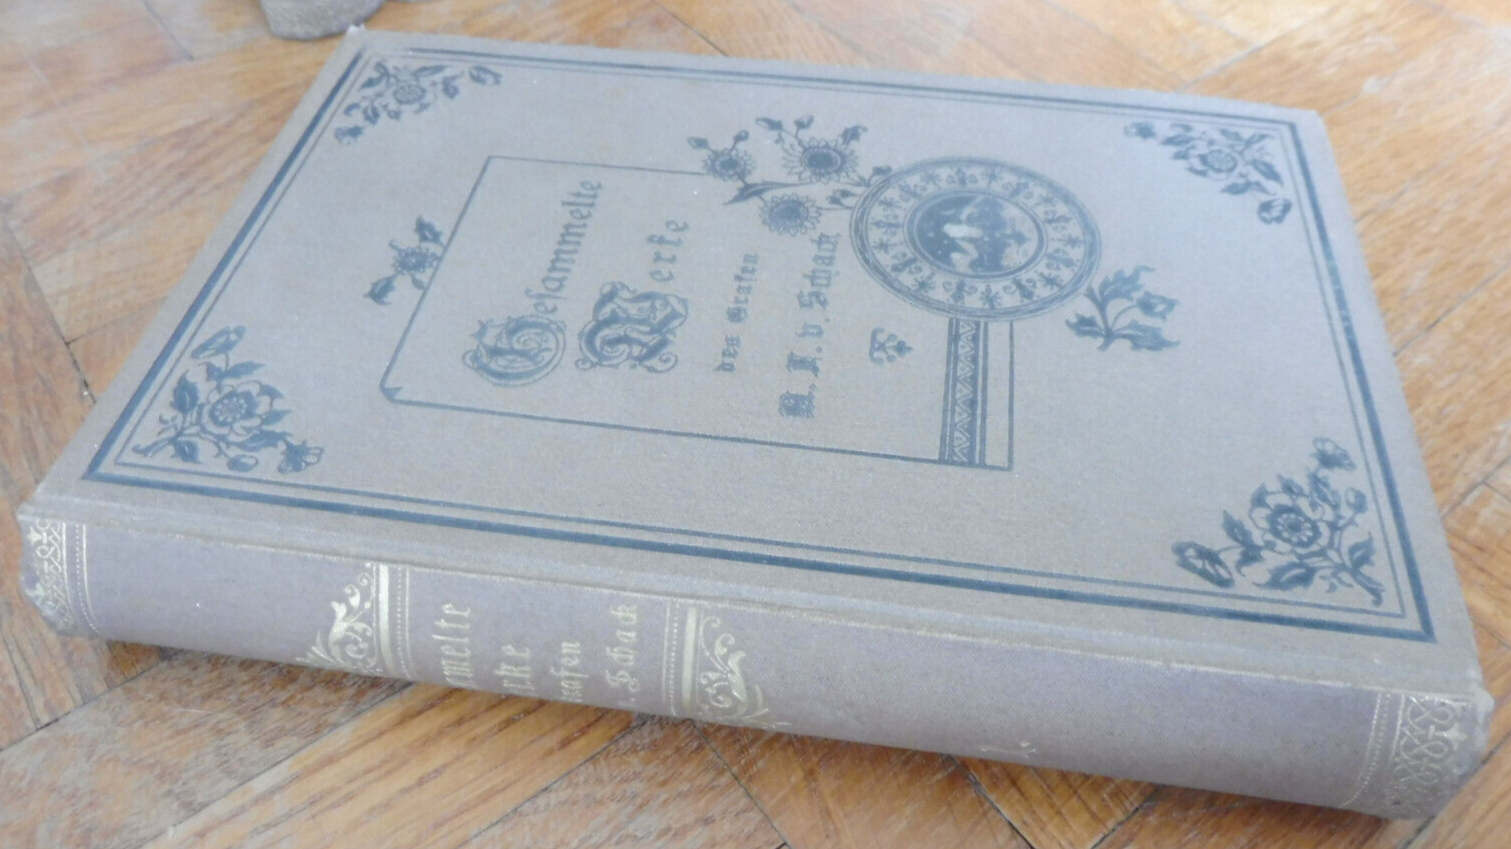 Gesammelte
Werke
des Grafen
A. F. v. Schack
mmelte
rke
rafen
. Schack